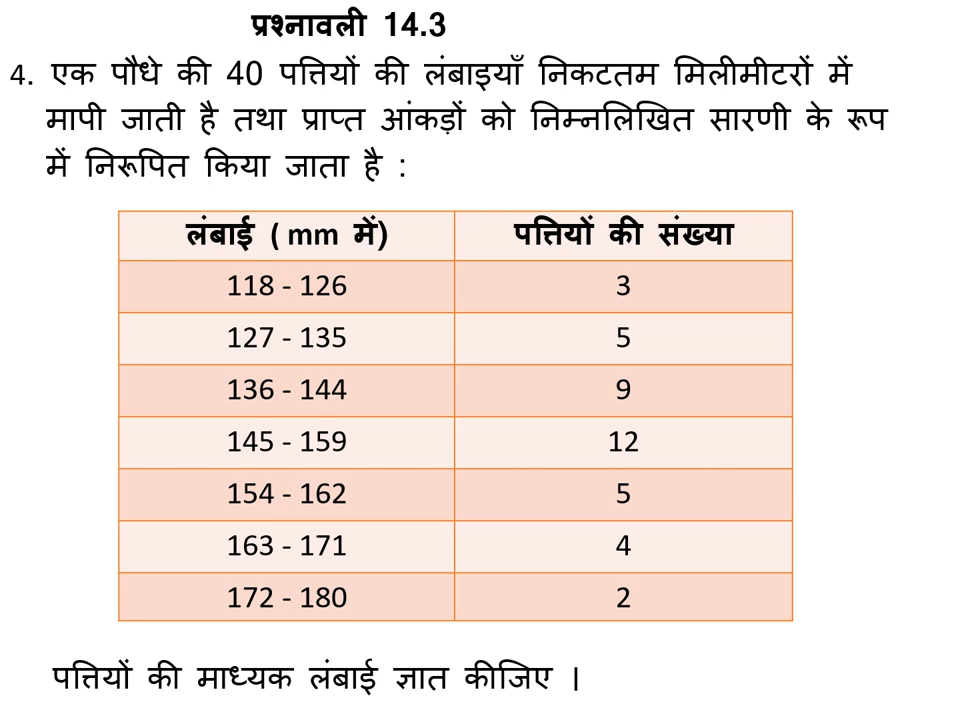 प्रश्नावली 14.3
4. एक पौधे की 40 पत्तियों की लंबाइयाँ निकटतम मिलीमीटरों में
मापी जाती है तथा प्राप्त आंकड़ों को निम्नलिखित सारणी के रूप
में निरूपित किया जाता है :
लंबाई ( mm में) पत्तियों की संख्या
118 - 126 3
127 - 135 5
136 - 144 9
145 - 159 12
154 - 162 5
163 - 171 4
172 - 180 2
पत्तियों की माध्यक लंबाई ज्ञात कीजिए ।